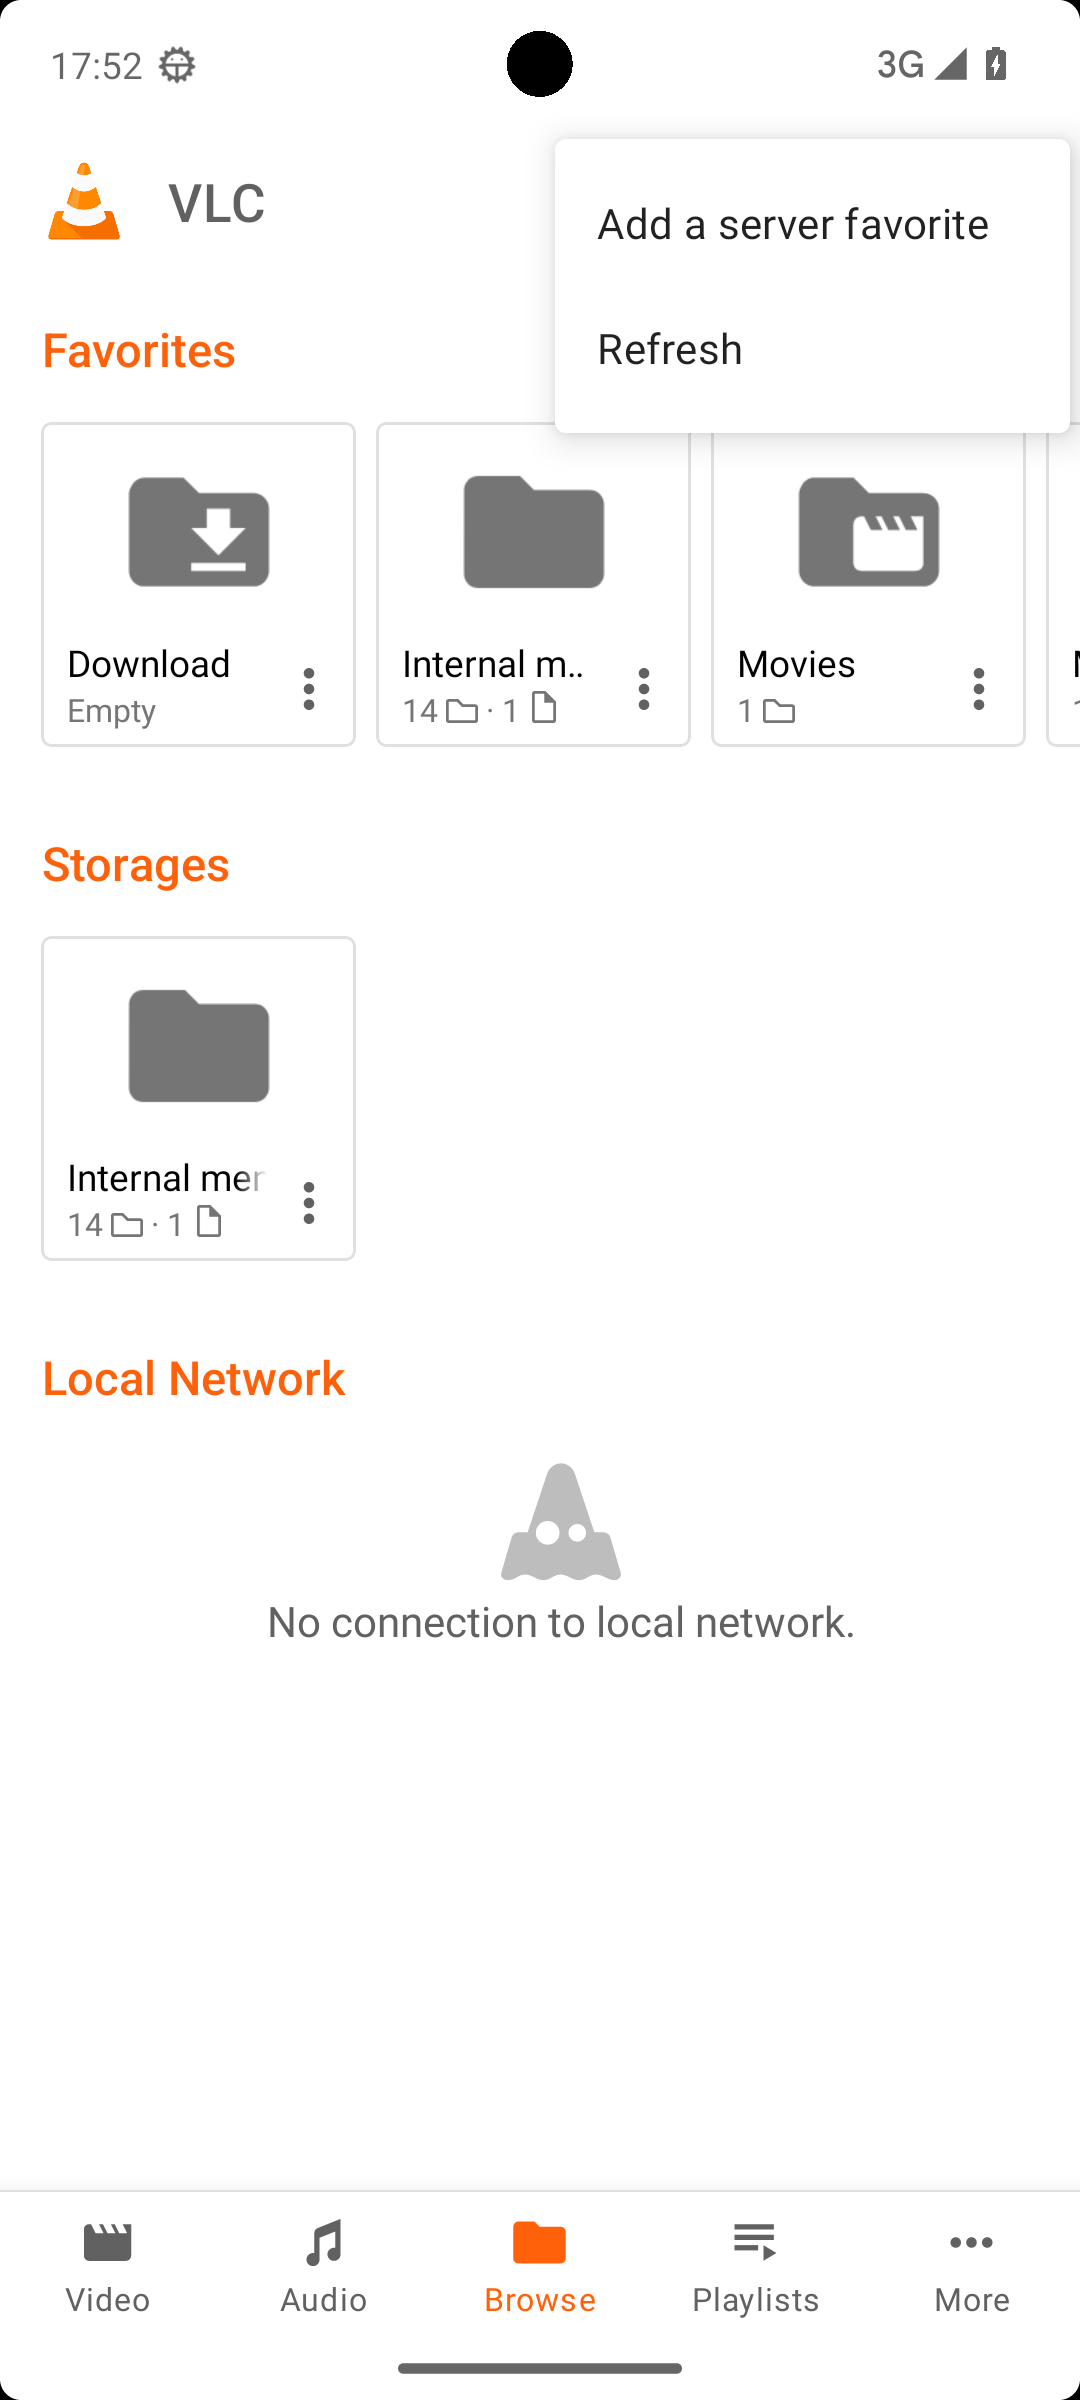 17:52
3G
VLC
Add a server favorite
Refresh
Favorites
Download
Empty
Internal m..
14 · 1
Movies
1
Storages
Internal mer
14 · 1
Local Network
No connection to local network.
Video
Audio
Browse
Playlists
More